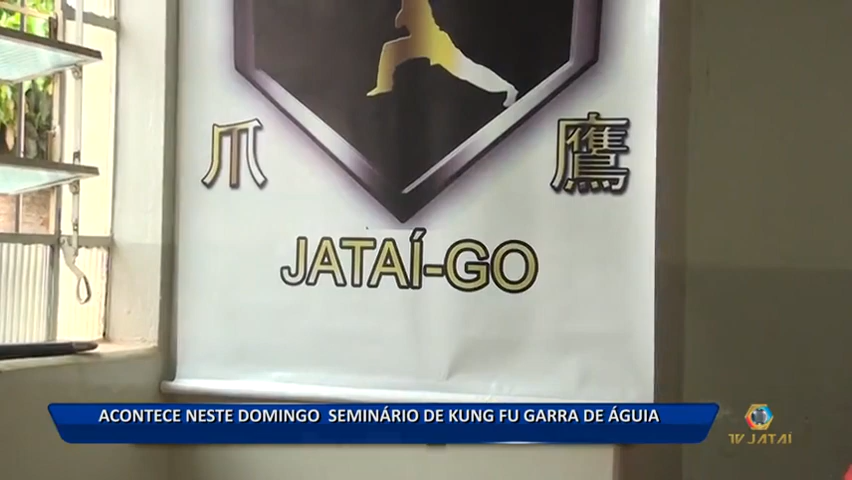 爪 鷹
JATAÍ-GO
ACONTECE NESTE DOMINGO SEMINÁRIO DE KUNG FU GARRA DE ÁGUIA
TV JATAÍ